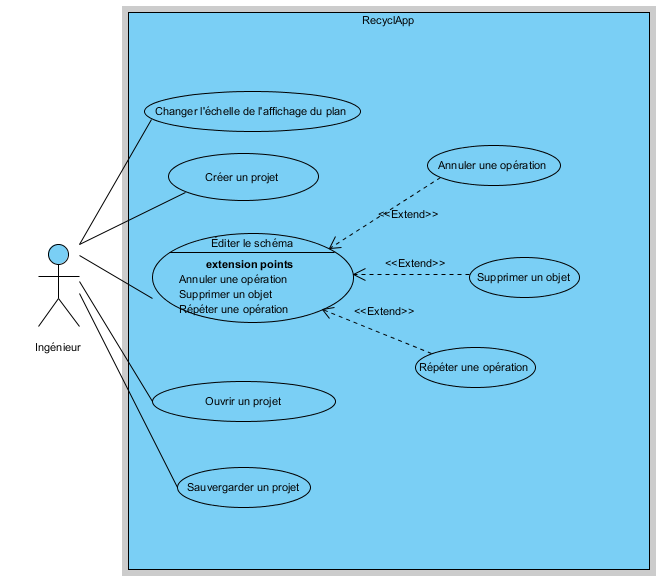 RecyclApp
Changer l'échelle de l'affichage du plan
Annuler une opération
Créer un projet
<<Extend>>
Editer le schéma
extension points
Annuler une opération
Supprimer un objet
Répéter une opération
<<Extend>>
Supprimer un objet
<<Extend>>
Ingénieur
Répéter une opération
Ouvrir un projet
Sauvergarder un projet